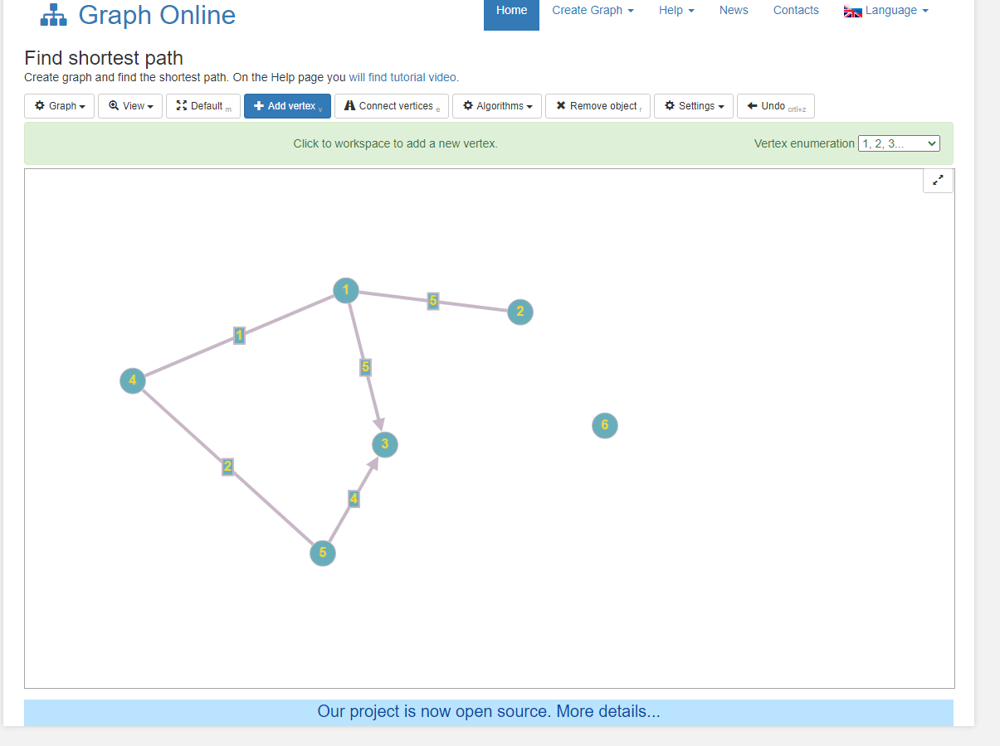 Graph Online
Home Create Graph Help News Contacts Language
Find shortest path
Create graph and find the shortest path. On the Help page you will find tutorial video.
Graph View Default m Add vertex v Connect vertices e Algorithms Remove object r Settings Undo crtl+z
Click to workspace to add a new vertex. Vertex enumeration 1, 2, 3...
1
5
2
1
5
4
6
3
2
4
5
Our project is now open source. More details...